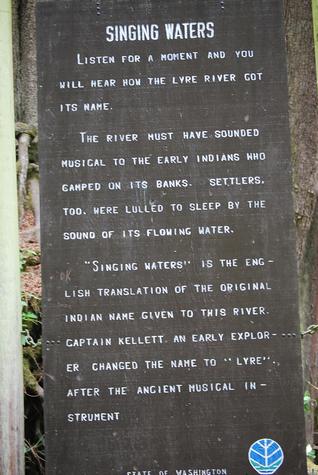 SINGING WATERS
LISTEN FOR A MOMENT AND YOU
WILL HEAR HOW THE LYRE RIVER GOT
ITS NAME.
THE RIVER MUST HAVE SOUNDED
MUSICAL TO THE EARLY INDIANS WHO
CAMPED ON ITS BANKS. SETTLERS,
TOO, WERE LULLED TO SLEEP BY THE
SOUND OF ITS FLOWING WATER.
"SINGING WATERS" IS THE ENG-
LISH TRANSLATION OF THE ORIGINAL
INDIAN NAME GIVEN TO THIS RIVER.
CAPTAIN KELLETT, AN EARLY EXPLOR-
ER CHANGED THE NAME TO "LYRE",
AFTER THE ANCIENT MUSICAL IN-
STRUMENT
STATE OF WASHINGTON